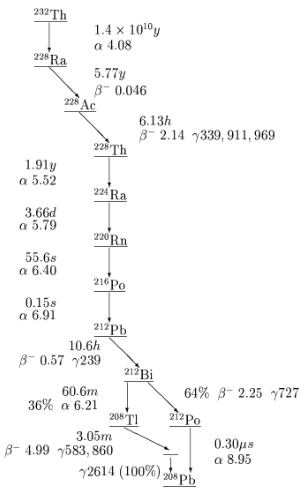 ²³²Th
1.4 × 10¹⁰y
α 4.08
²²⁸Ra
5.77y
β⁻ 0.046
²²⁸Ac
6.13h
β⁻ 2.14 γ339, 911, 969
²²⁸Th
1.91y
α 5.52
²²⁴Ra
3.66d
α 5.79
²²⁰Rn
55.6s
α 6.40
²¹⁶Po
0.15s
α 6.91
²¹²Pb
10.6h
β⁻ 0.57 γ239
²¹²Bi
60.6m
36% α 6.21
64% β⁻ 2.25 γ727
²⁰⁸Tl
²¹²Po
3.05m
β⁻ 4.99 γ583, 860
0.30μs
α 8.95
γ2614 (100%)
²⁰⁸Pb